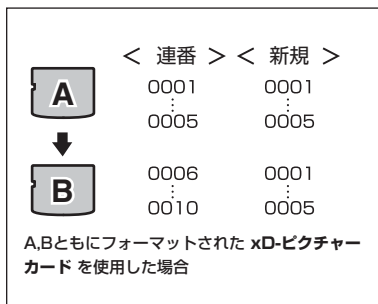 < 連番 > < 新規 >
A 0001 0001
⋮ ⋮
0005 0005
B 0006 0001
⋮ ⋮
0010 0005
A,Bともにフォーマットされた xD-ピクチャー
カード を使用した場合